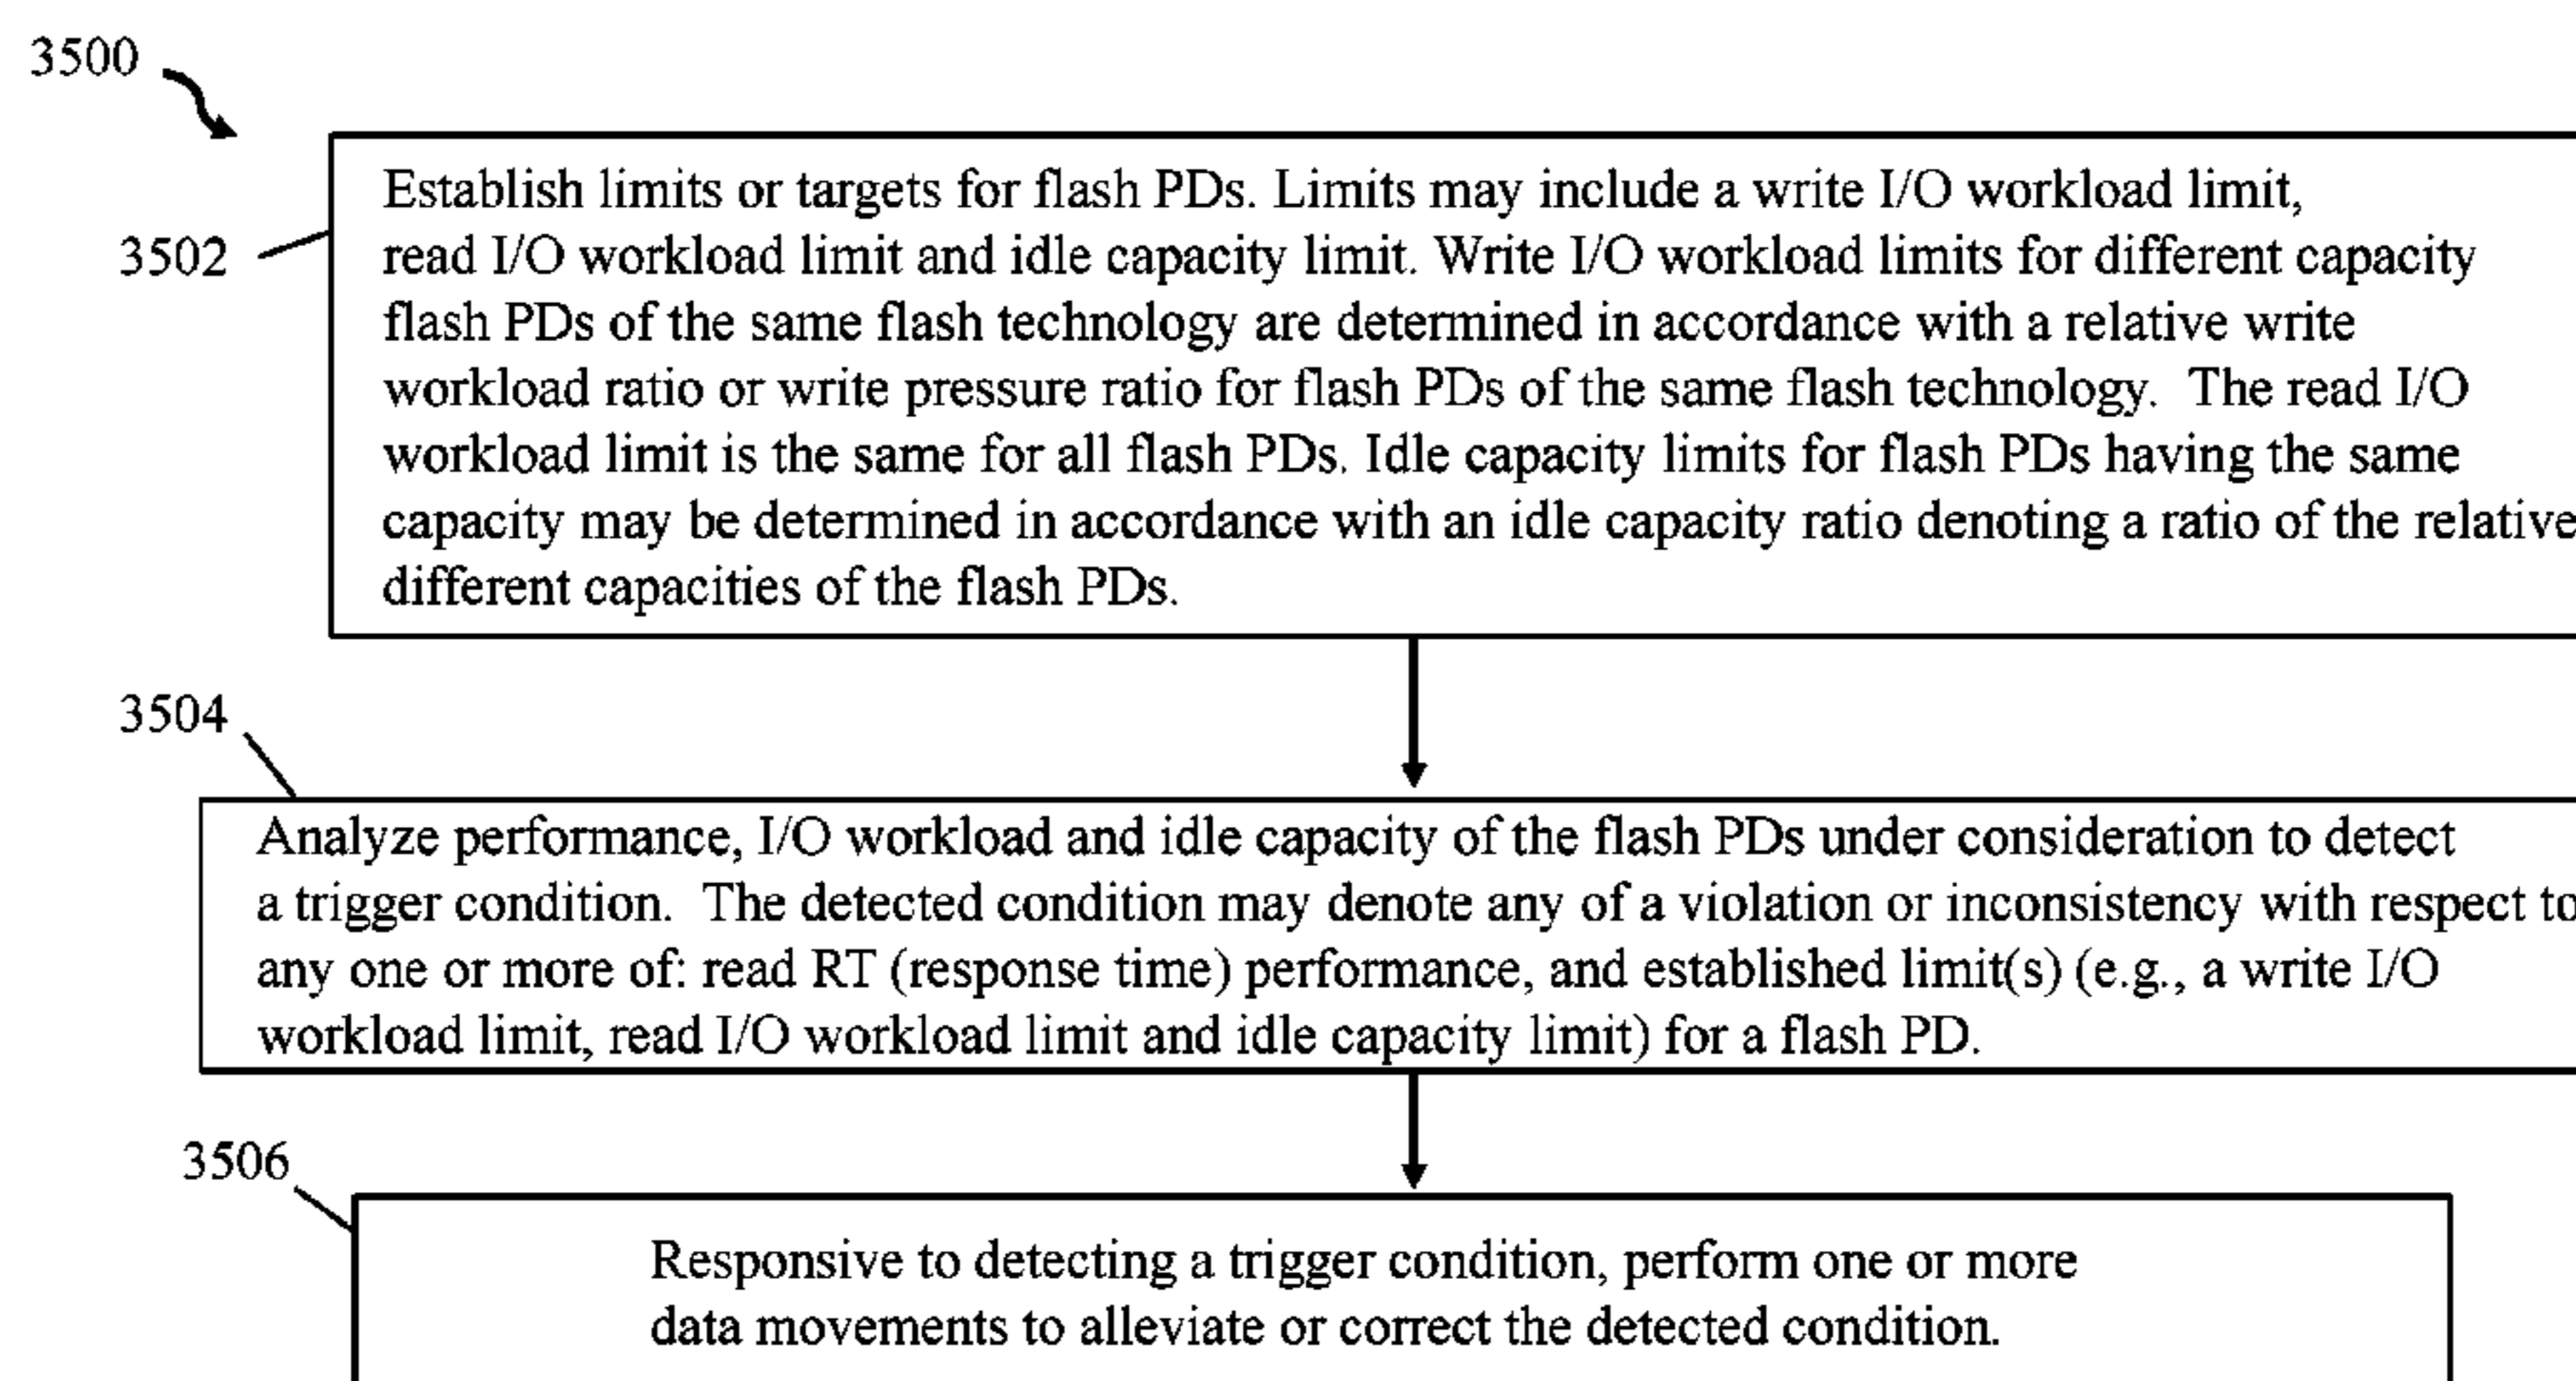 3500
3502
Establish limits or targets for flash PDs. Limits may include a write I/O workload limit,
read I/O workload limit and idle capacity limit. Write I/O workload limits for different capacity
flash PDs of the same flash technology are determined in accordance with a relative write
workload ratio or write pressure ratio for flash PDs of the same flash technology.  The read I/O
workload limit is the same for all flash PDs. Idle capacity limits for flash PDs having the same
capacity may be determined in accordance with an idle capacity ratio denoting a ratio of the relative
different capacities of the flash PDs.
3504
Analyze performance, I/O workload and idle capacity of the flash PDs under consideration to detect
a trigger condition.  The detected condition may denote any of a violation or inconsistency with respect to
any one or more of: read RT (response time) performance, and established limit(s) (e.g., a write I/O
workload limit, read I/O workload limit and idle capacity limit) for a flash PD.
3506
Responsive to detecting a trigger condition, perform one or more
data movements to alleviate or correct the detected condition.